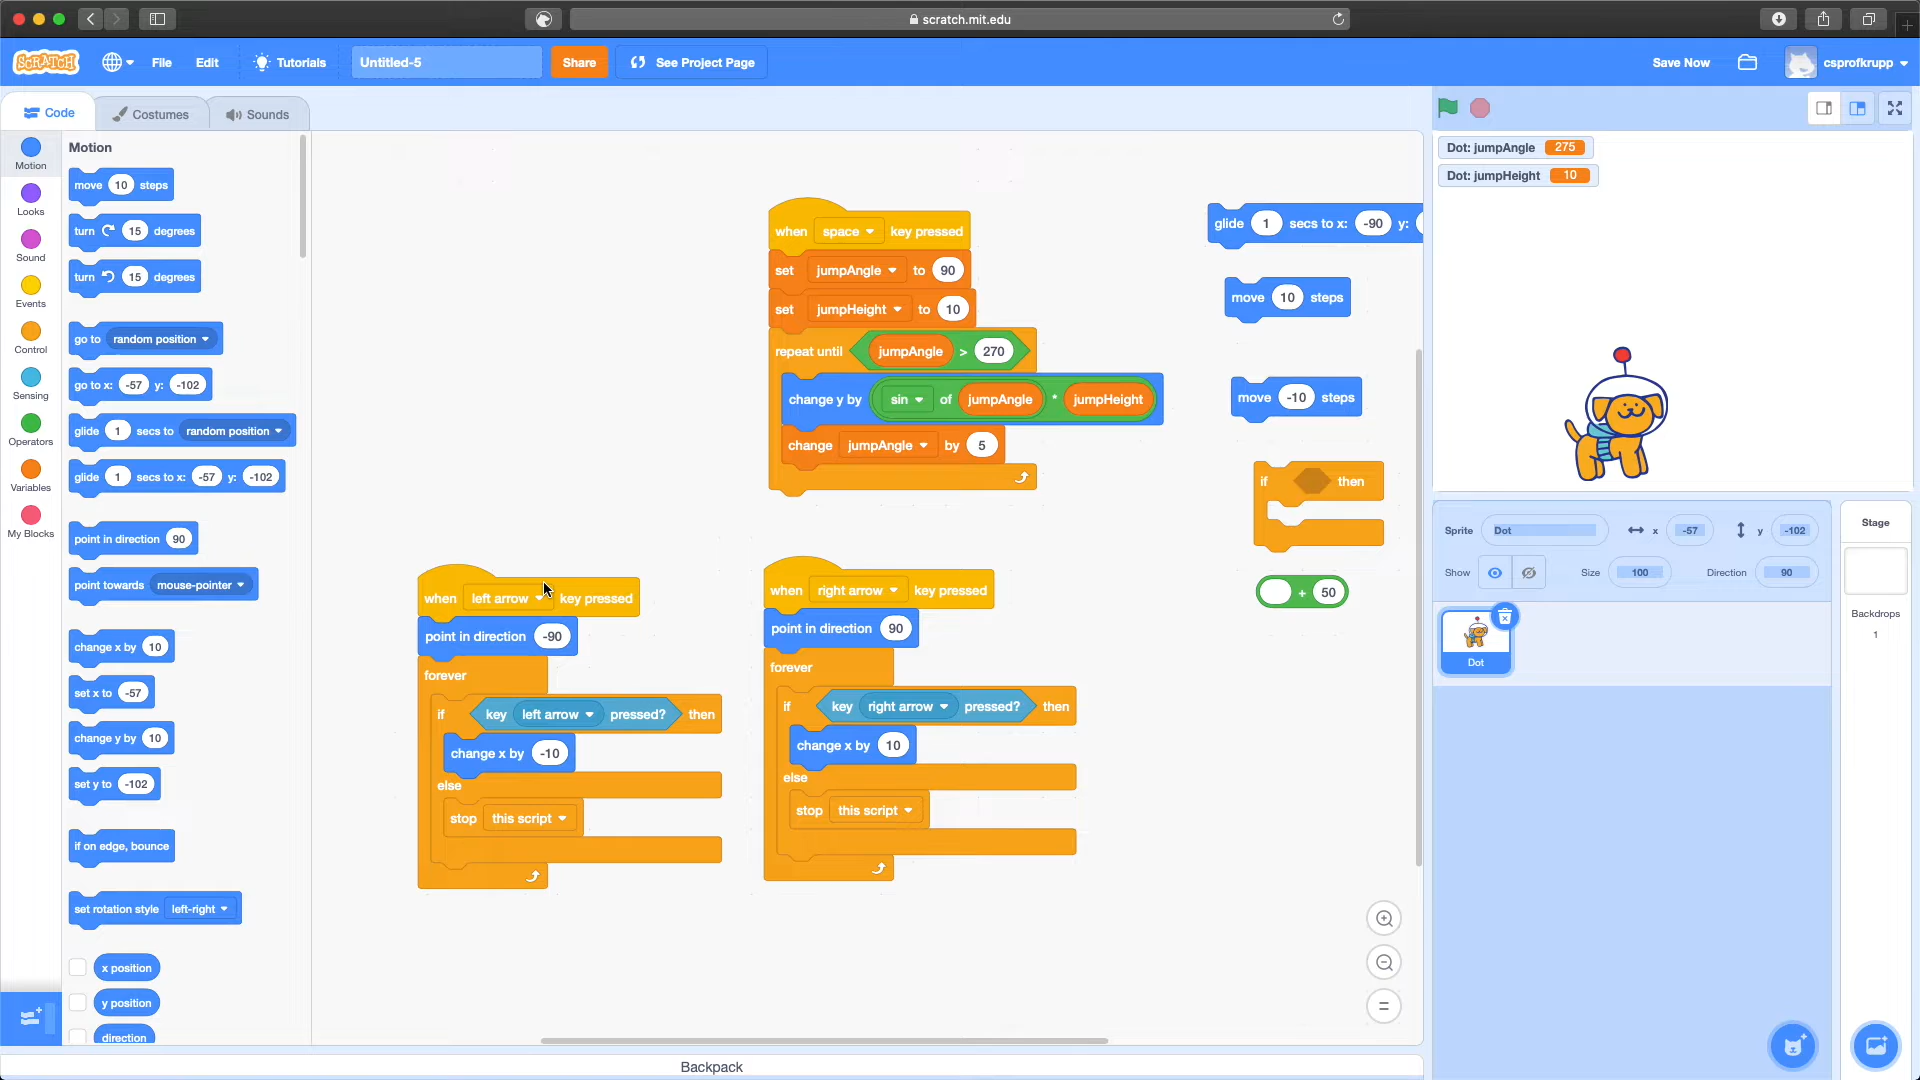 scratch.mit.edu
SCRATCH File Edit Tutorials Untitled-5 Share See Project Page Save Now csprofkrupp
Code Costumes Sounds
Motion
Looks
Sound
Events
Control
Sensing
Operators
Variables
My Blocks
Motion
move 10 steps
turn 15 degrees
turn 15 degrees
go to random position
go to x: -57 y: -102
glide 1 secs to random position
glide 1 secs to x: -57 y: -102
point in direction 90
point towards mouse-pointer
change x by 10
set x to -57
change y by 10
set y to -102
if on edge, bounce
set rotation style left-right
x position
y position
direction
when space key pressed
set jumpAngle to 90
set jumpHeight to 10
repeat until jumpAngle > 270
change y by sin of jumpAngle * jumpHeight
change jumpAngle by 5
when left arrow key pressed
point in direction -90
forever
if key left arrow pressed? then
change x by -10
else
stop this script
when right arrow key pressed
point in direction 90
forever
if key right arrow pressed? then
change x by 10
else
stop this script
glide 1 secs to x: -90 y:
move 10 steps
move -10 steps
if then
+ 50
Backpack
Dot: jumpAngle 275
Dot: jumpHeight 10
Sprite Dot x -57 y -102
Show Size 100 Direction 90
Dot
Stage
Backdrops
1